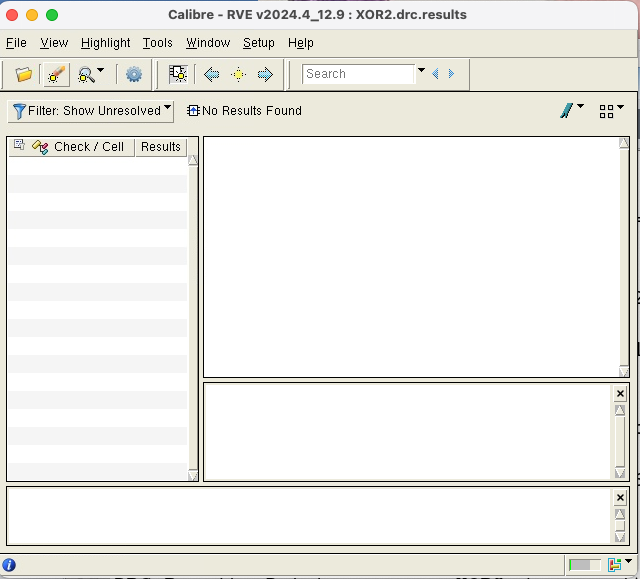 Calibre - RVE v2024.4_12.9 : XOR2.drc.results
File View Highlight Tools Window Setup Help
Search
Filter: Show Unresolved No Results Found
Check / Cell Results